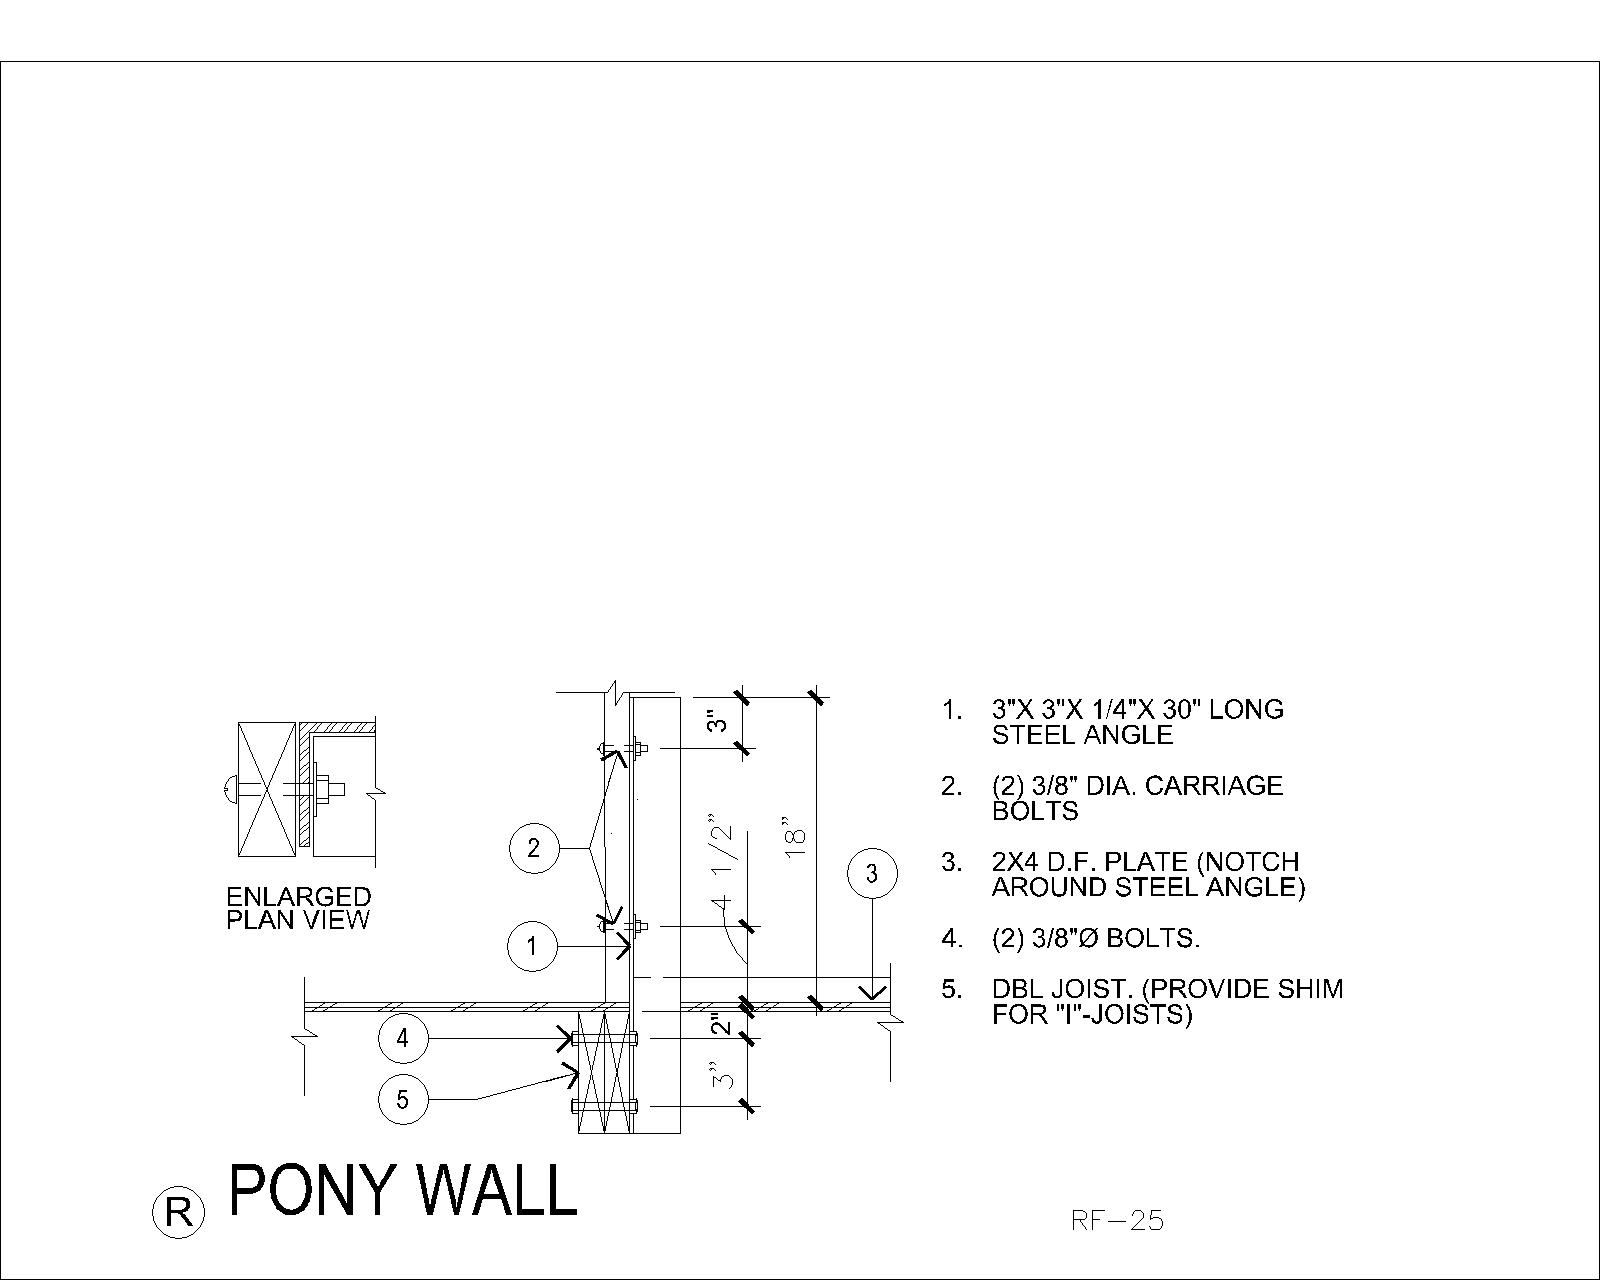 3"
4 1/2”
18”
2"
3”
2
1
3
4
5
ENLARGED
PLAN VIEW
1. 3"X 3"X 1/4"X 30" LONG
STEEL ANGLE
2. (2) 3/8" DIA. CARRIAGE
BOLTS
3. 2X4 D.F. PLATE (NOTCH
AROUND STEEL ANGLE)
4. (2) 3/8"Ø BOLTS.
5. DBL JOIST. (PROVIDE SHIM
FOR "I"-JOISTS)
R PONY WALL
RF-25